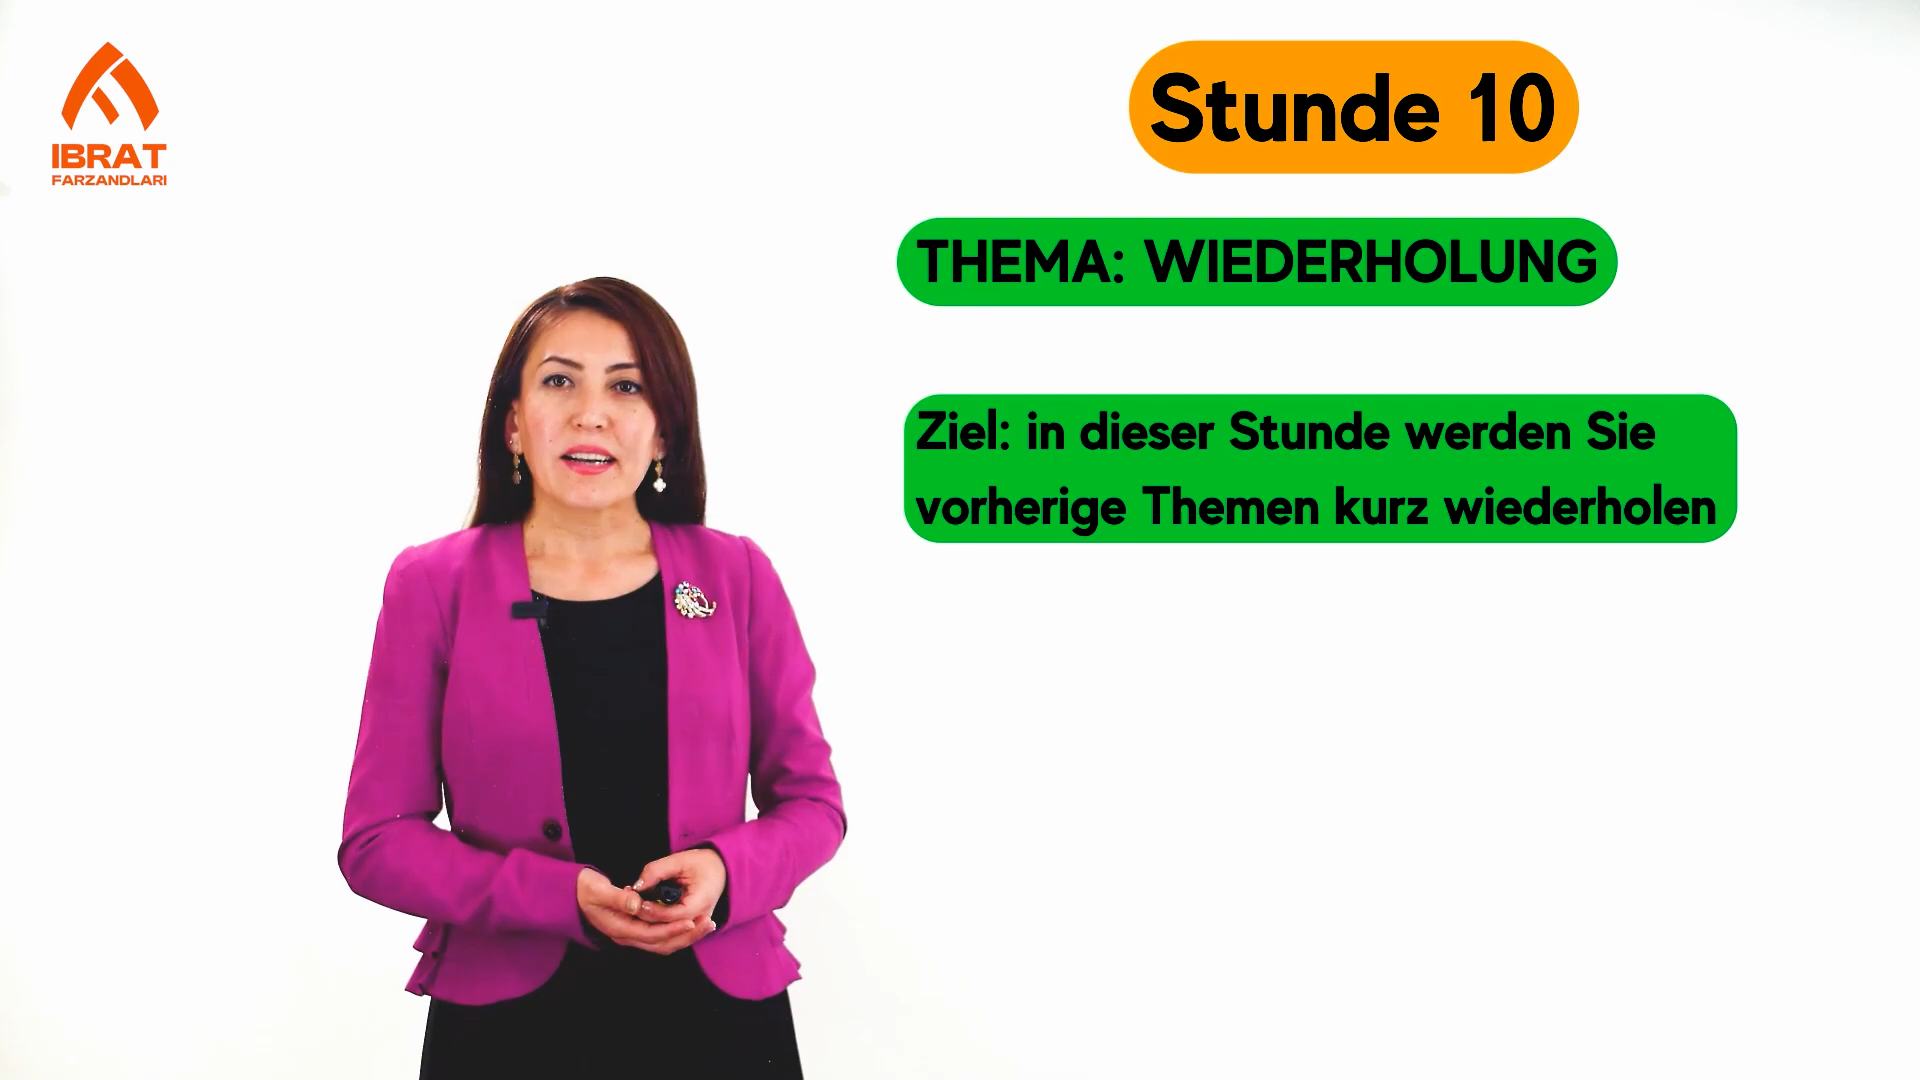 IBRAT
FARZANDLARI
Stunde 10
THEMA: WIEDERHOLUNG
Ziel: in dieser Stunde werden Sie
vorherige Themen kurz wiederholen